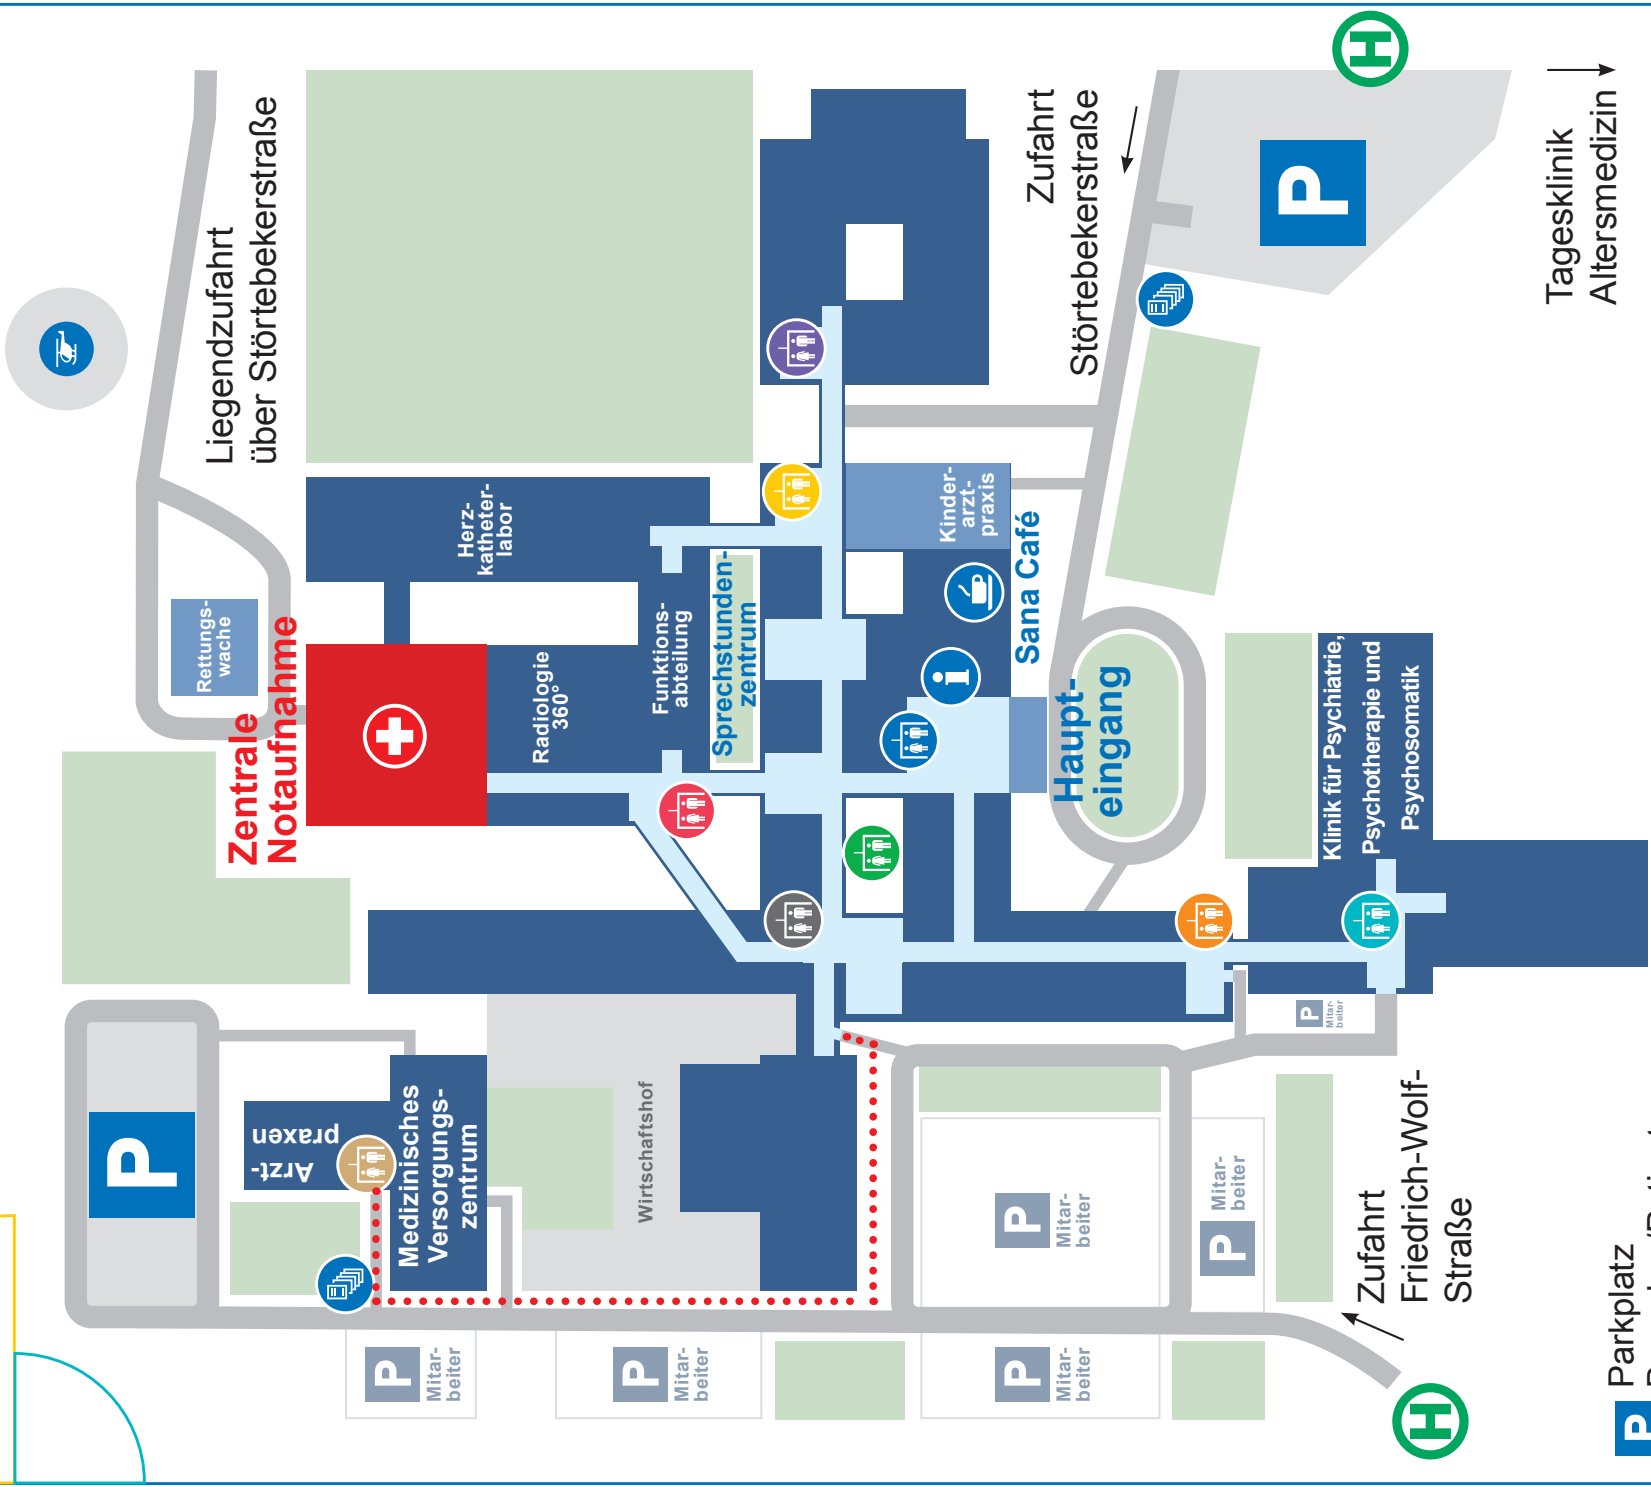 Liegendzufahrt
über Störtebekerstraße
Rettungs-
wache
Zentrale
Notaufnahme
Herz-
katheter-
labor
Radiologie
360°
Funktions-
abteilung
Sprechstunden-
zentrum
Kinder-
arzt-
praxis
Sana Café
Haupt-
eingang
Zufahrt
Störtebekerstraße
P
H
Tagesklinik
Altersmedizin
Klinik für Psychiatrie,
Psychotherapie und
Psychosomatik
P
Arzt-
praxen
Medizinisches
Versorgungs-
zentrum
Wirtschaftshof
P
Mitar-
beiter
P
Mitar-
beiter
P
Mitar-
beiter
P
Mitar-
beiter
P
Mitar-
beiter
P
Mitar-
beiter
Zufahrt
Friedrich-Wolf-
Straße
H
P
Parkplatz